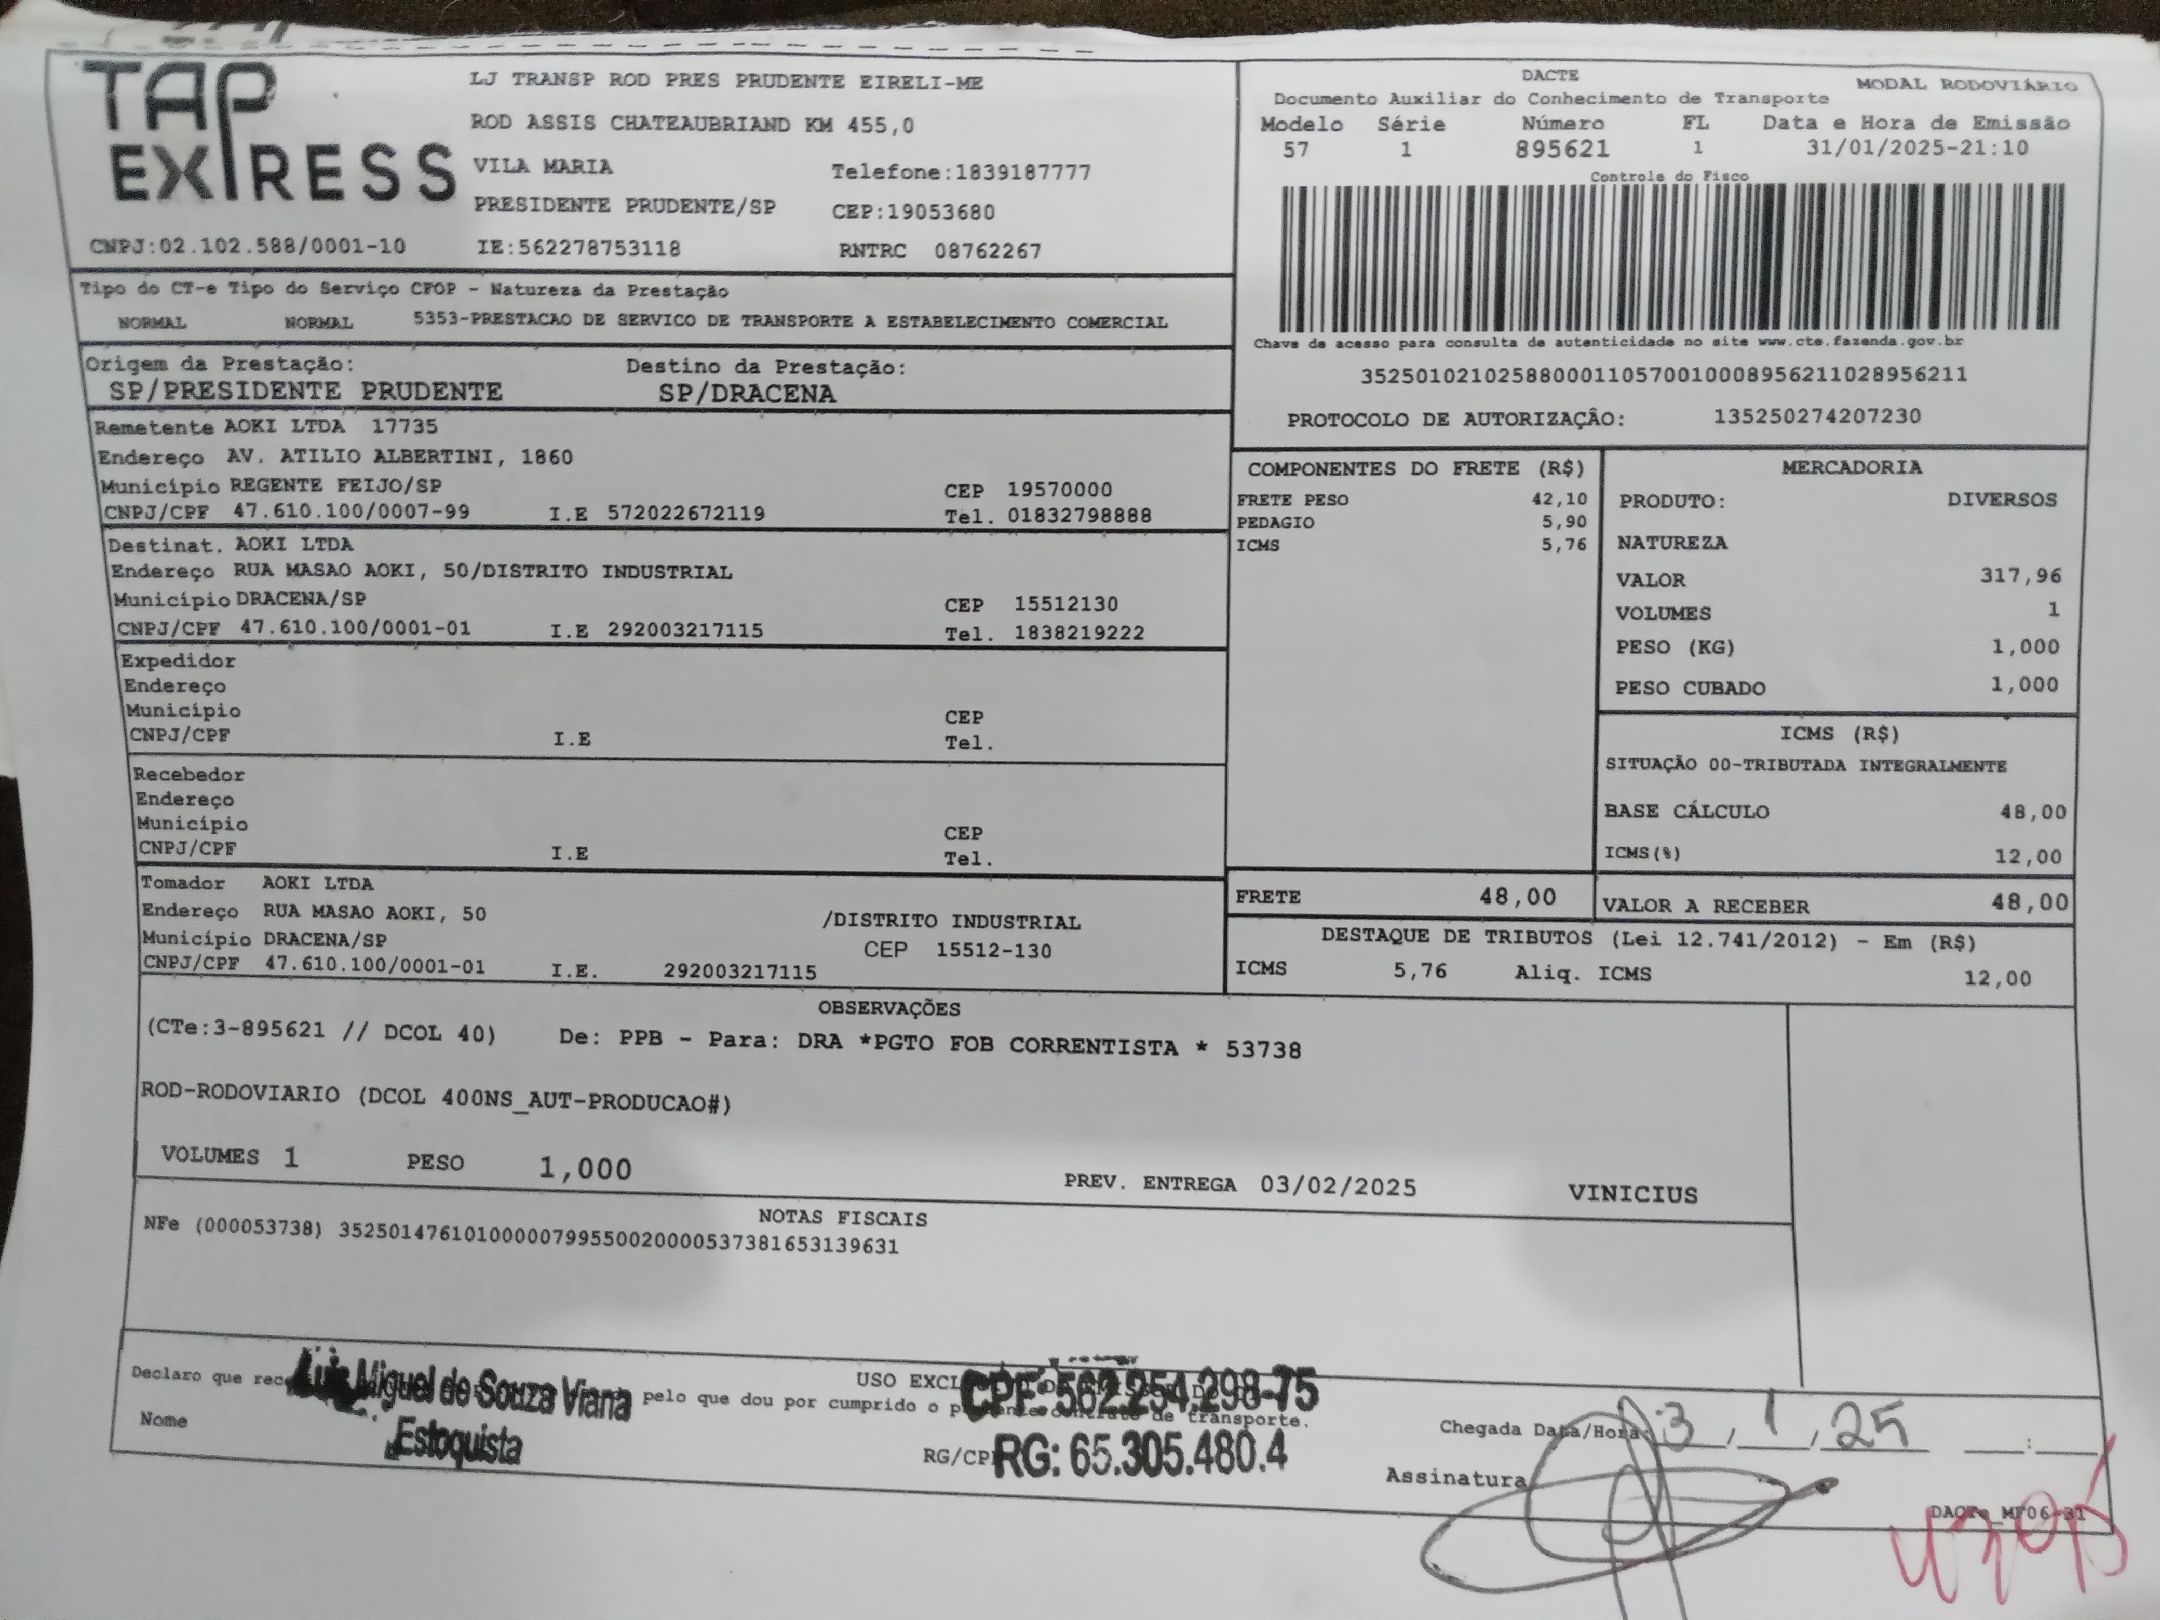 TAP EXPRESS
LJ TRANSP ROD PRES PRUDENTE EIRELI-ME
ROD ASSIS CHATEAUBRIAND KM 455,0
VILA MARIA Telefone:1839187777
PRESIDENTE PRUDENTE/SP CEP:19053680
CNPJ:02.102.588/0001-10 IE:562278753118 RNTRC 08762267
DACTE MODAL RODOVIÁRIO
Documento Auxiliar do Conhecimento de Transporte
Modelo Série Número FL Data e Hora de Emissão
57 1 895621 1 31/01/2025-21:10
Controle do Fisco
Chave de acesso para consulta de autenticidade no site www.cte.fazenda.gov.br
35250102102588000110570010008956211028956211
PROTOCOLO DE AUTORIZAÇÂO: 135250274207230
Tipo do CT-e Tipo do Serviço CFOP - Natureza da Prestação
NORMAL NORMAL 5353-PRESTACAO DE SERVICO DE TRANSPORTE A ESTABELECIMENTO COMERCIAL
Origem da Prestação: Destino da Prestação:
SP/PRESIDENTE PRUDENTE SP/DRACENA
Remetente AOKI LTDA 17735
Endereço AV. ATILIO ALBERTINI, 1860
Município REGENTE FEIJO/SP CEP 19570000
CNPJ/CPF 47.610.100/0007-99 I.E 572022672119 Tel. 01832798888
Destinat. AOKI LTDA
Endereço RUA MASAO AOKI, 50/DISTRITO INDUSTRIAL
Município DRACENA/SP CEP 15512130
CNPJ/CPF 47.610.100/0001-01 I.E 292003217115 Tel. 1838219222
Expedidor
Endereço
Município CEP
CNPJ/CPF I.E Tel.
Recebedor
Endereço
Município CEP
CNPJ/CPF I.E Tel.
Tomador AOKI LTDA
Endereço RUA MASAO AOKI, 50 /DISTRITO INDUSTRIAL
Município DRACENA/SP CEP 15512-130
CNPJ/CPF 47.610.100/0001-01 I.E. 292003217115
COMPONENTES DO FRETE (R$)
FRETE PESO 42,10
PEDAGIO 5,90
ICMS 5,76
FRETE 48,00
MERCADORIA
PRODUTO: DIVERSOS
NATUREZA
VALOR 317,96
VOLUMES 1
PESO (KG) 1,000
PESO CUBADO 1,000
ICMS (R$)
SITUAÇÃO 00-TRIBUTADA INTEGRALMENTE
BASE CÁLCULO 48,00
ICMS(%) 12,00
VALOR A RECEBER 48,00
DESTAQUE DE TRIBUTOS (Lei 12.741/2012) - Em (R$)
ICMS 5,76 Aliq. ICMS 12,00
OBSERVAÇÕES
(CTe:3-895621 // DCOL 40) De: PPB - Para: DRA *PGTO FOB CORRENTISTA * 53738
ROD-RODOVIARIO (DCOL 400NS_AUT-PRODUCAO#)
VOLUMES 1 PESO 1,000 PREV. ENTREGA 03/02/2025 VINICIUS
NOTAS FISCAIS
NFe (000053738) 35250147610100000799550020000537381653139631
USO EXCL
Declaro que rec pelo que dou por cumprido o de transporte.
Luis Miguel de Souza Viana
Estoquista
CPF: 562.254.298-75
RG: 65.305.480.4
Nome RG/CP
Chegada Data/Hora: 3/1/25 __:__
Assinatura
DACTe_MF06-31